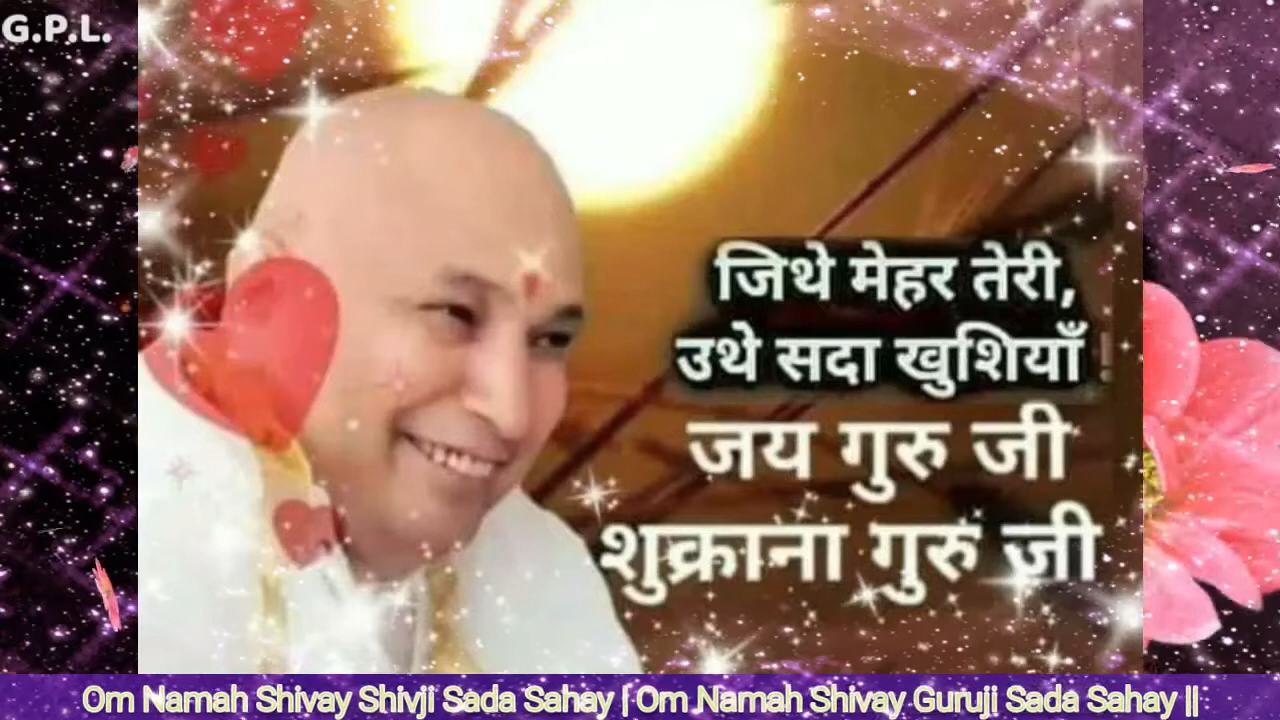 G.P.L.
जिथे मेहर तेरी,
उथे सदा खुशियाँ
जय गुरु जी
शुक्राना गुरु जी
Om Namah Shivay Shivji Sada Sahay | Om Namah Shivay Guruji Sada Sahay ||